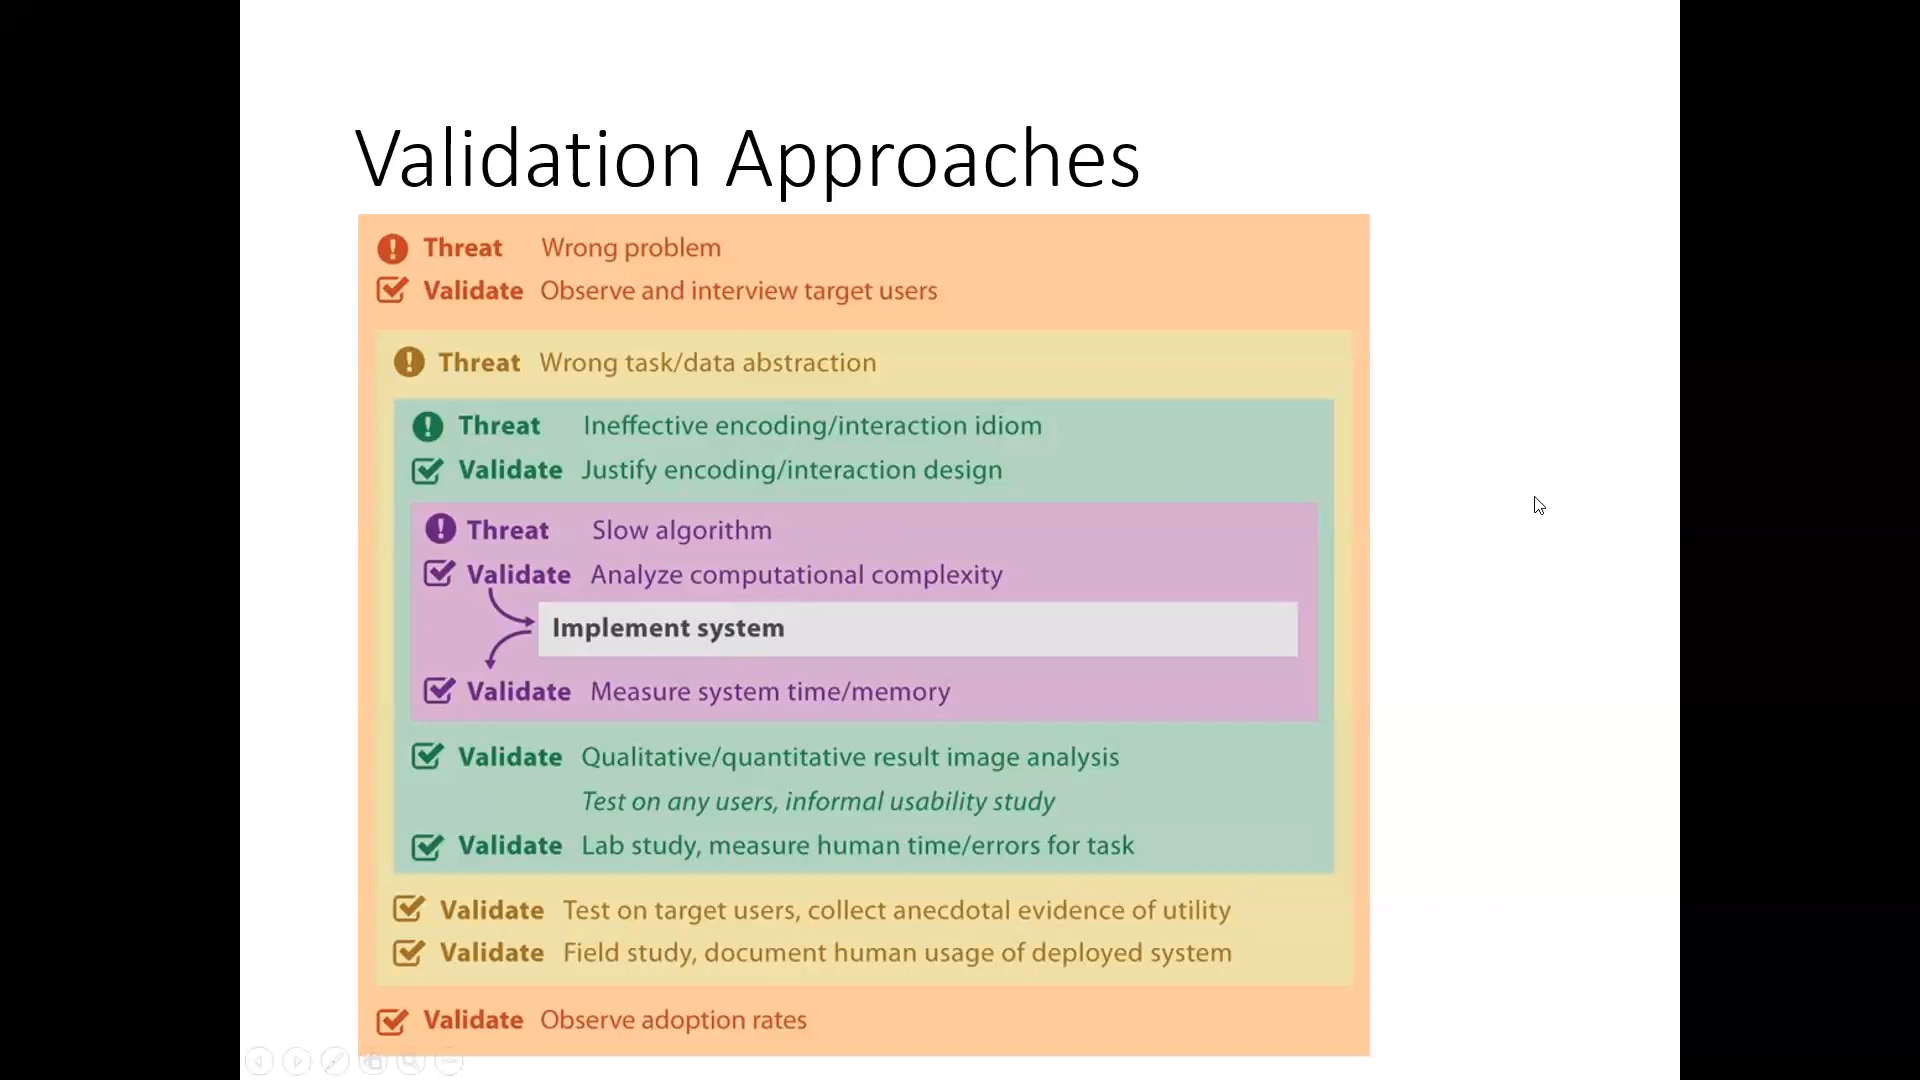 Validation Approaches
Threat Wrong problem
Validate Observe and interview target users
Threat Wrong task/data abstraction
Threat Ineffective encoding/interaction idiom
Validate Justify encoding/interaction design
Threat Slow algorithm
Validate Analyze computational complexity
Implement system
Validate Measure system time/memory
Validate Qualitative/quantitative result image analysis
Test on any users, informal usability study
Validate Lab study, measure human time/errors for task
Validate Test on target users, collect anecdotal evidence of utility
Validate Field study, document human usage of deployed system
Validate Observe adoption rates